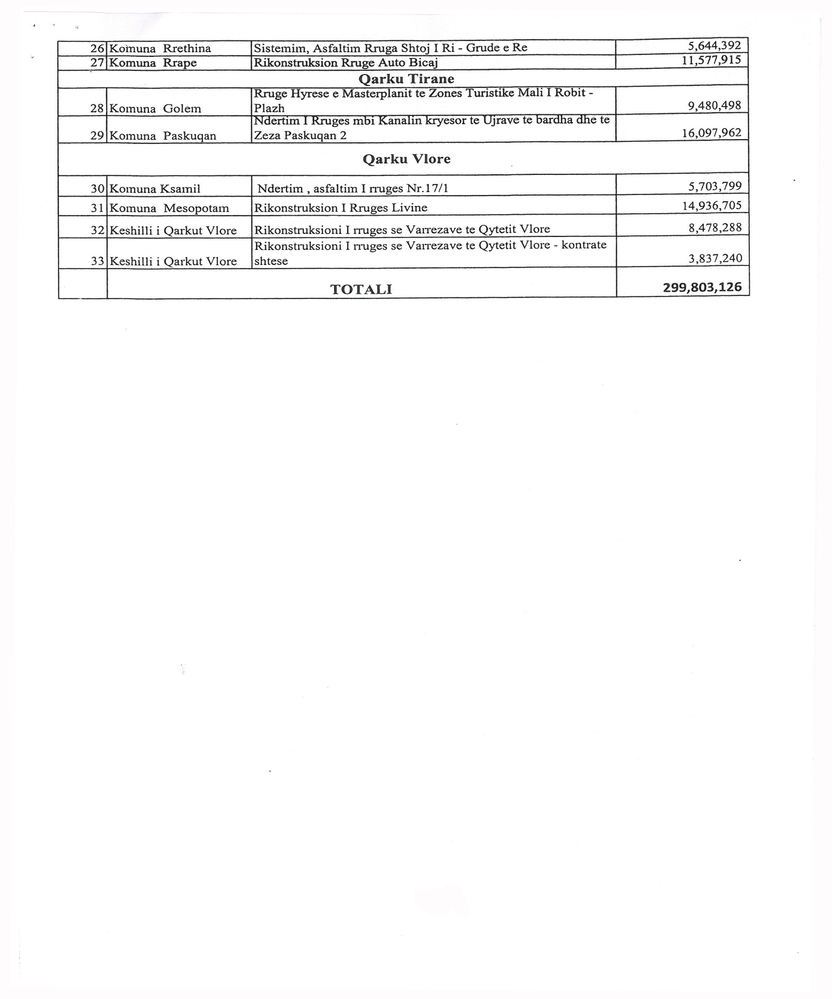 26 Komuna Rrethina Sistemim, Asfaltim Rruga Shtoj I Ri - Grude e Re 5,644,392
27 Komuna Rrape Rikonstruksion Rruge Auto Bicaj 11,577,915
Qarku Tirane
Rruge Hyrese e Masterplanit te Zones Turistike Mali I Robit -
28 Komuna Golem Plazh 9,480,498
Ndertim I Rruges mbi Kanalin kryesor te Ujrave te bardha dhe te
29 Komuna Paskuqan Zeza Paskuqan 2 16,097,962
Qarku Vlore
30 Komuna Ksamil Ndertim , asfaltim I rruges Nr.17/1 5,703,799
31 Komuna Mesopotam Rikonstruksion I Rruges Livine 14,936,705
32 Keshilli i Qarkut Vlore Rikonstruksioni I rruges se Varrezave te Qytetit Vlore 8,478,288
Rikonstruksioni I rruges se Varrezave te Qytetit Vlore - kontrate
33 Keshilli i Qarkut Vlore shtese 3,837,240
TOTALI 299,803,126